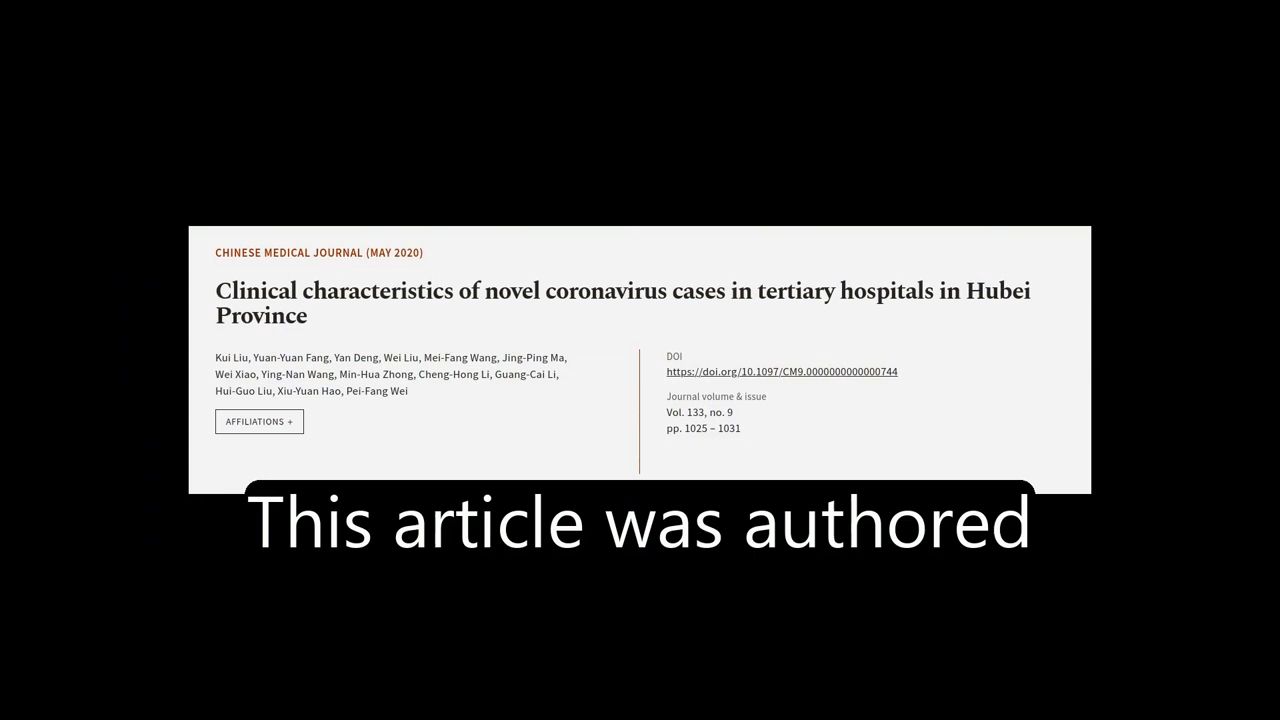 CHINESE MEDICAL JOURNAL (MAY 2020)
Clinical characteristics of novel coronavirus cases in tertiary hospitals in Hubei
Province
Kui Liu, Yuan-Yuan Fang, Yan Deng, Wei Liu, Mei-Fang Wang, Jing-Ping Ma,
Wei Xiao, Ying-Nan Wang, Min-Hua Zhong, Cheng-Hong Li, Guang-Cai Li,
Hui-Guo Liu, Xiu-Yuan Hao, Pei-Fang Wei
AFFILIATIONS +
DOI
https://doi.org/10.1097/CM9.0000000000000744
Journal volume & issue
Vol. 133, no. 9
pp. 1025 – 1031
This article was authored